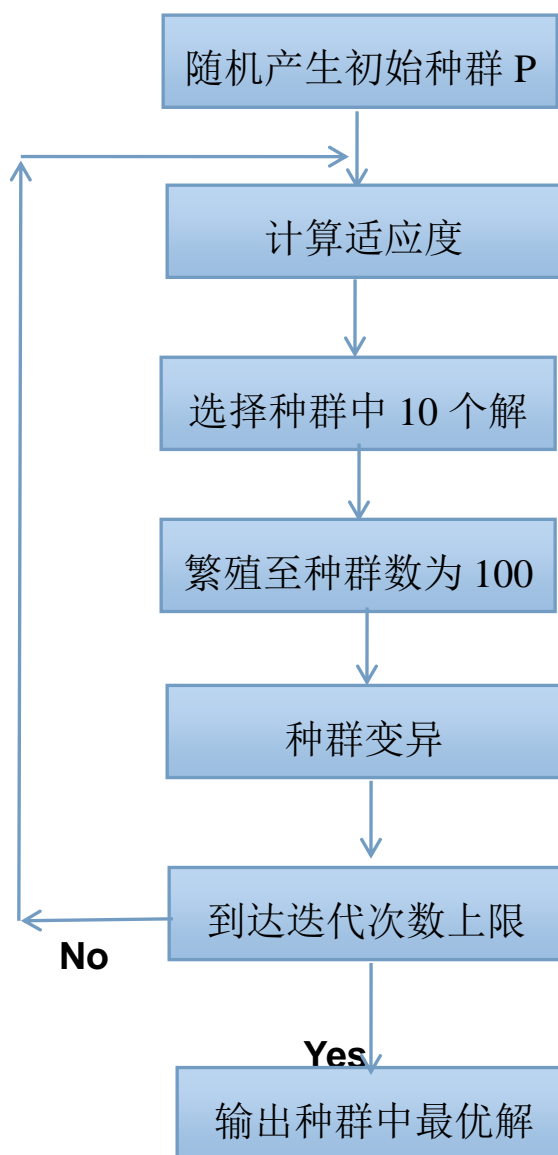 随机产生初始种群 P
计算适应度
选择种群中 10 个解
繁殖至种群数为 100
种群变异
到达迭代次数上限
No
Yes
输出种群中最优解